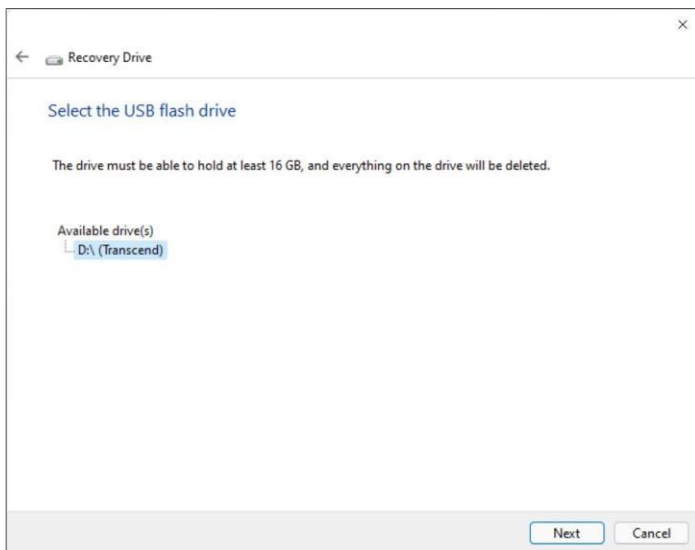 Recovery Drive
Select the USB flash drive
The drive must be able to hold at least 16 GB, and everything on the drive will be deleted.
Available drive(s)
D:\ (Transcend)
Next
Cancel